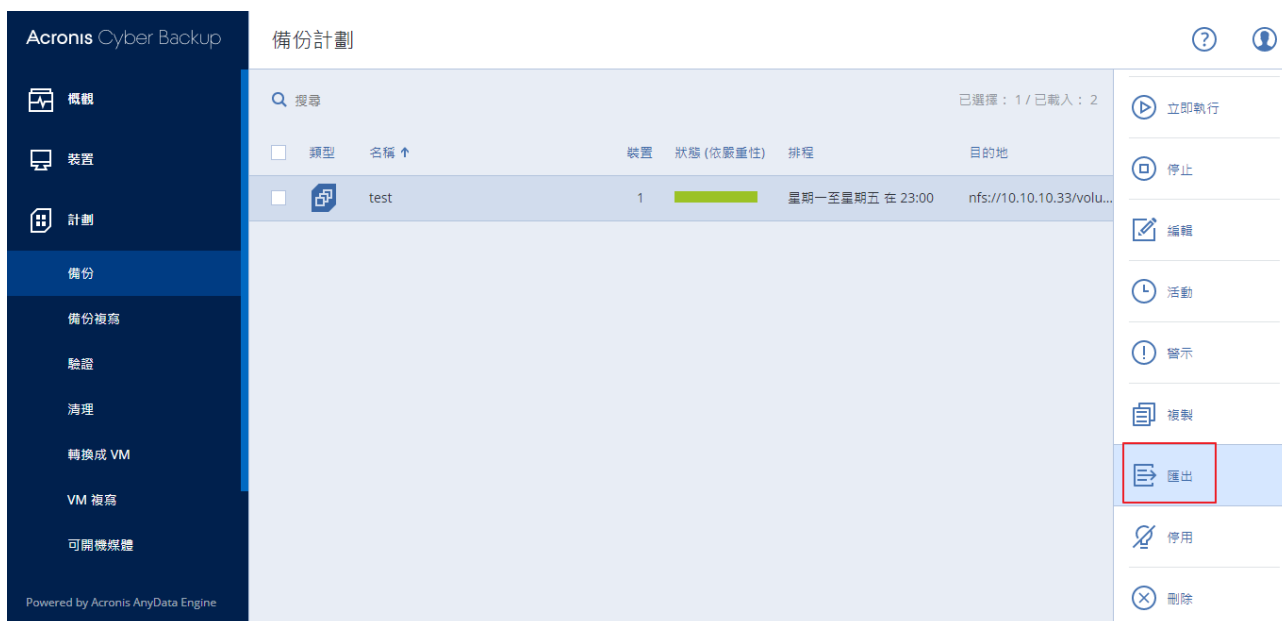 Acronis Cyber Backup
概觀
裝置
計劃
備份
備份複寫
驗證
清理
轉換成 VM
VM 複寫
可開機媒體
Powered by Acronis AnyData Engine
備份計劃
?
搜尋
已選擇： 1 / 已載入： 2
類型 名稱 ↑ 裝置 狀態 (依嚴重性) 排程 目的地
test 1 星期一至星期五 在 23:00 nfs://10.10.10.33/volu...
立即執行
停止
編輯
活動
警示
複製
匯出
停用
刪除